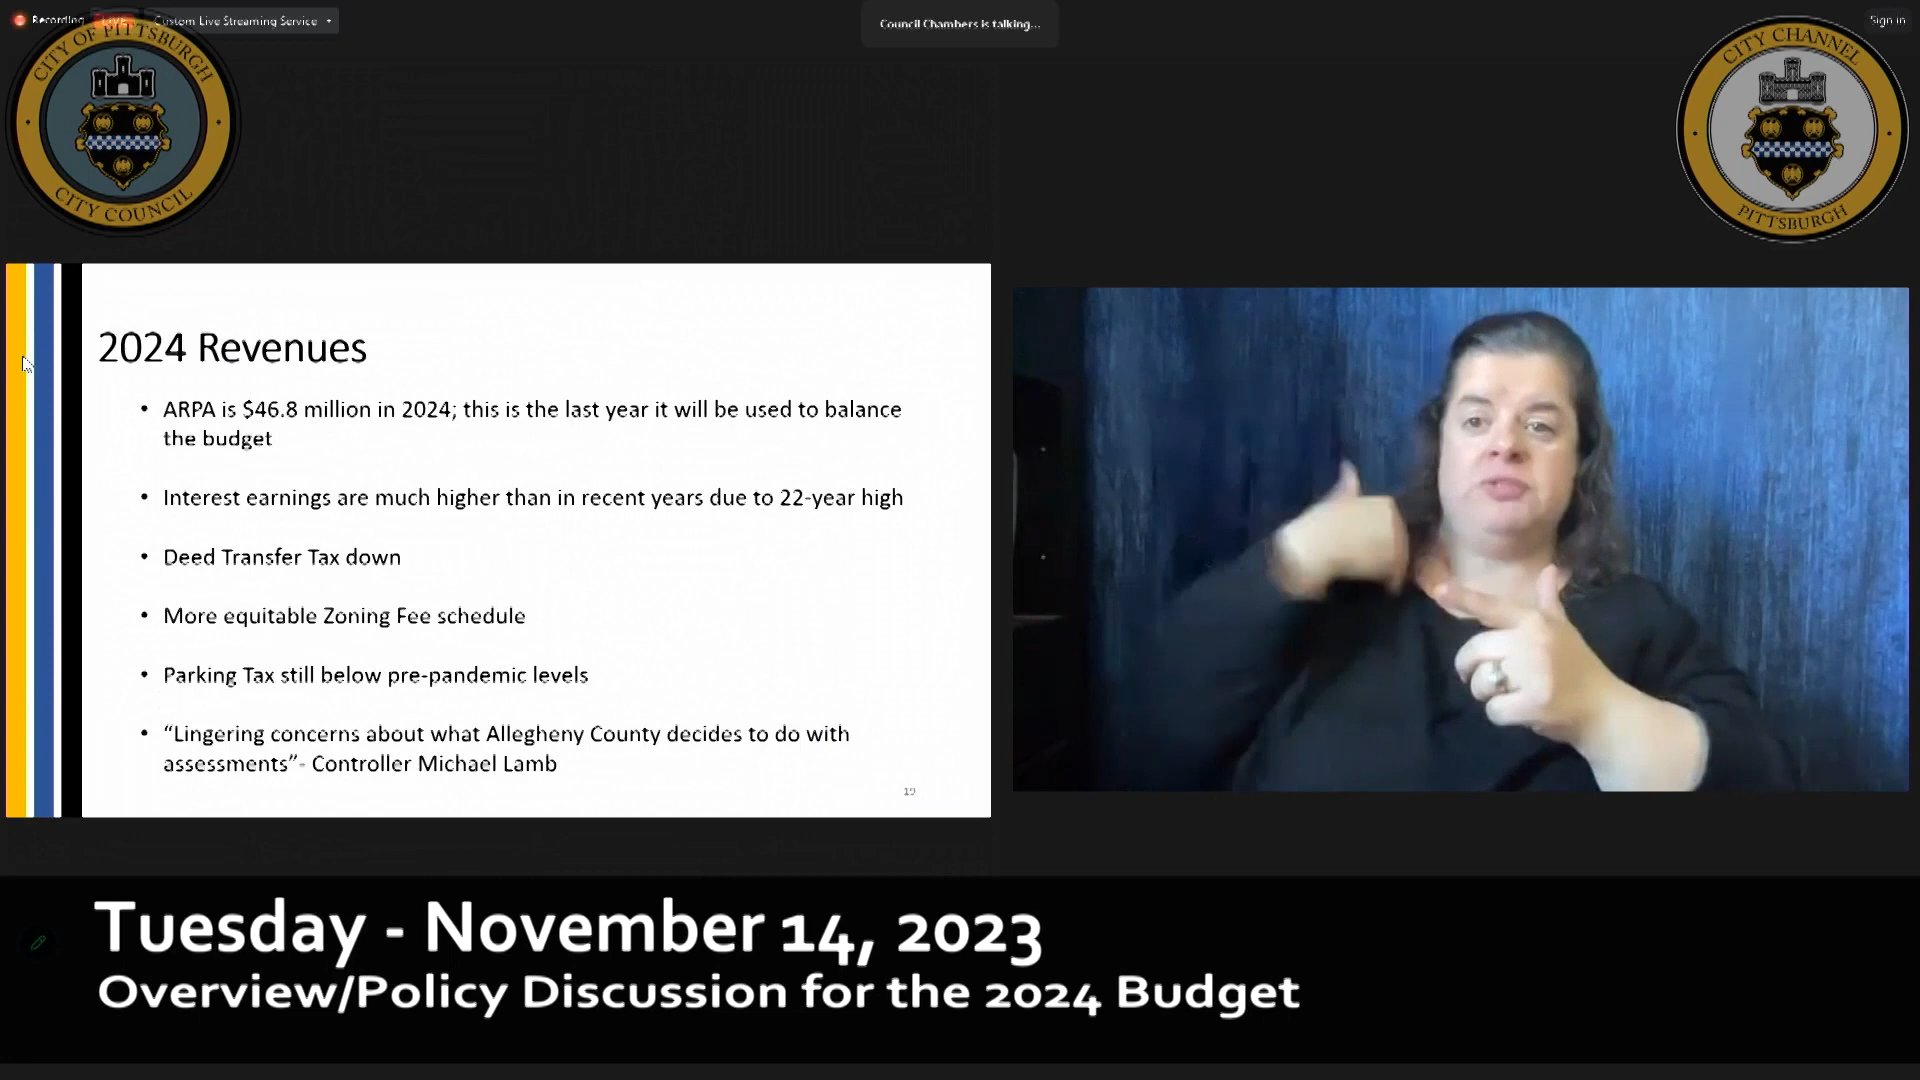 Recording
LIVE
Custom Live Streaming Service
Council Chambers is talking...
Sign in
CITY OF PITTSBURGH
CITY COUNCIL
CITY CHANNEL
PITTSBURGH
2024 Revenues
• ARPA is $46.8 million in 2024; this is the last year it will be used to balance
the budget
• Interest earnings are much higher than in recent years due to 22-year high
• Deed Transfer Tax down
• More equitable Zoning Fee schedule
• Parking Tax still below pre-pandemic levels
• “Lingering concerns about what Allegheny County decides to do with
assessments”- Controller Michael Lamb
19
Tuesday - November 14, 2023
Overview/Policy Discussion for the 2024 Budget